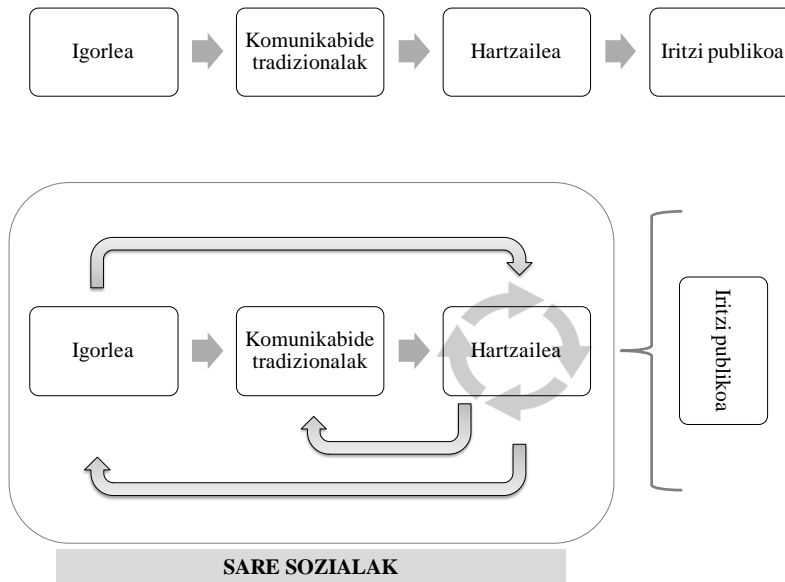 Igorlea
Komunikabide
tradizionalak
Hartzailea
Iritzi publikoa
Igorlea
Komunikabide
tradizionalak
Hartzailea
Iritzi publikoa
SARE SOZIALAK